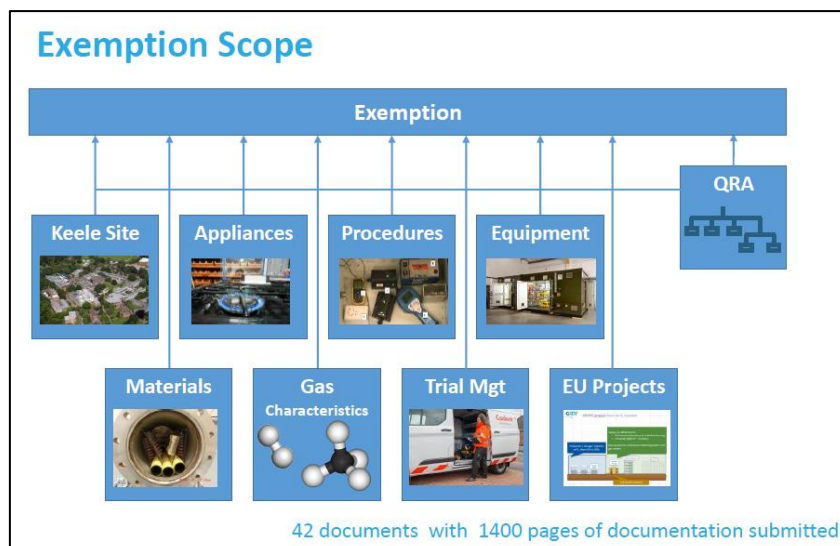 Exemption Scope
Exemption
QRA
Keele Site
Appliances
Procedures
Equipment
Materials
Gas
Characteristics
Trial Mgt
EU Projects
42 documents with 1400 pages of documentation submitted